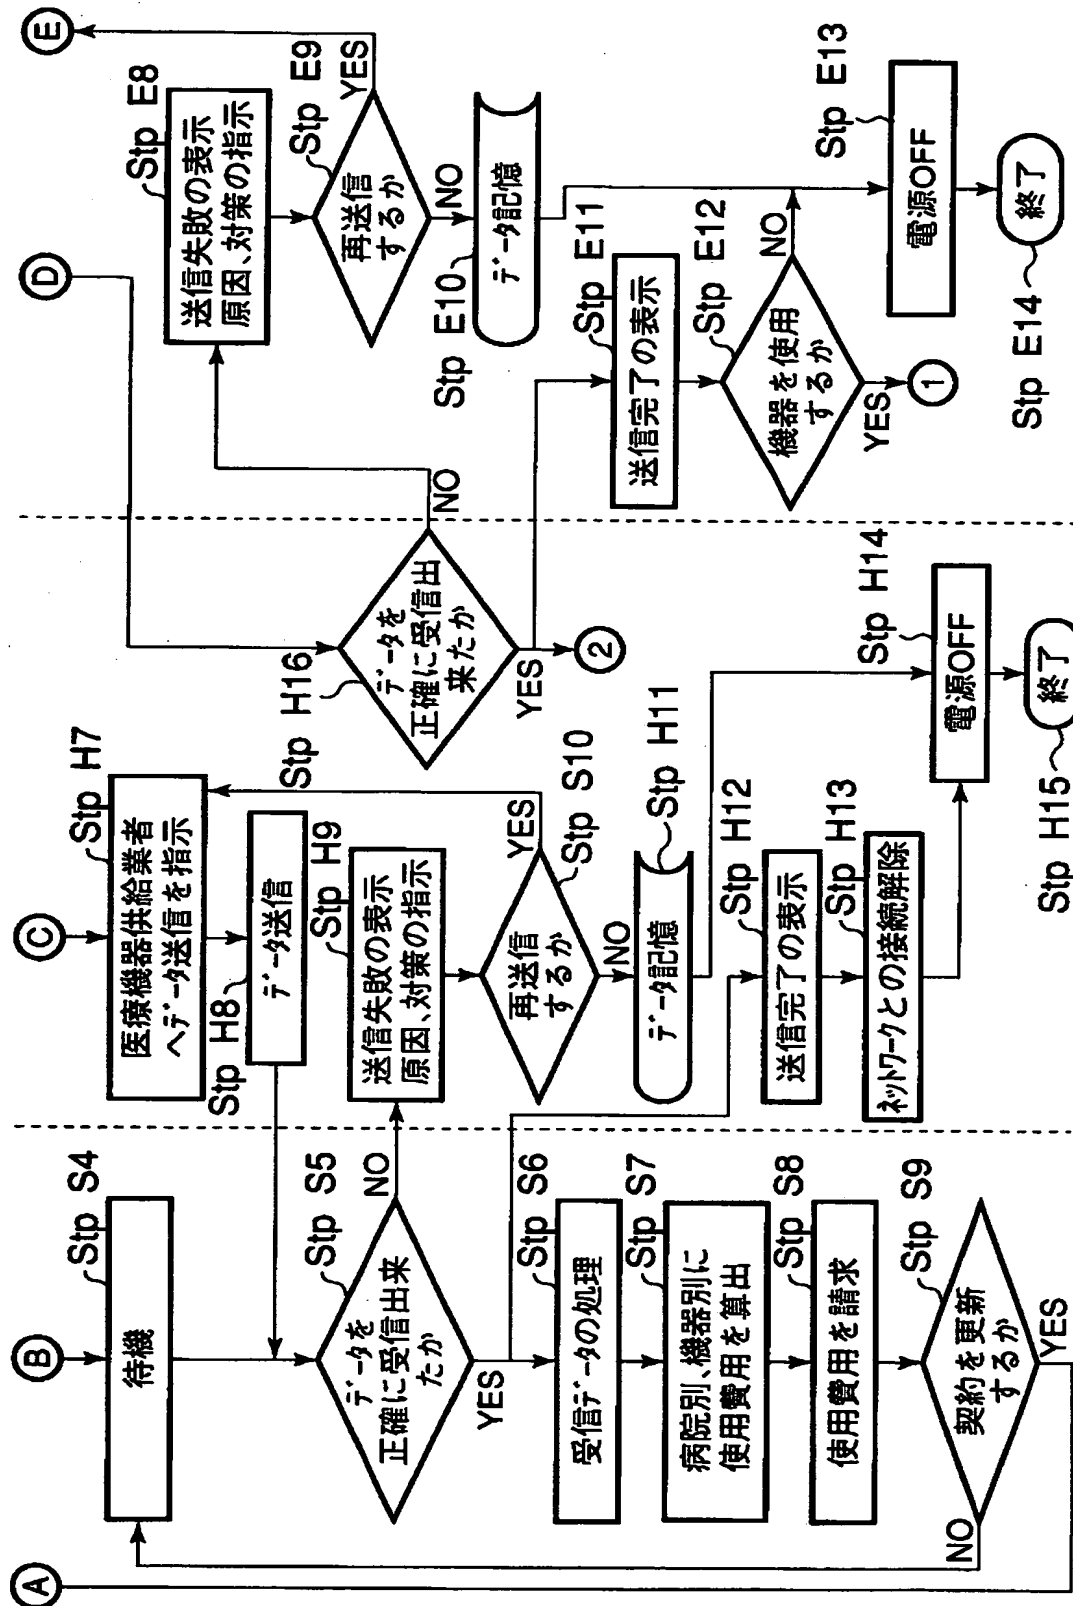 A
B
待機
Stp S4
データを
正確に受信出来
たか
Stp S5
NO
YES
受信データの処理
Stp S6
病院別、機器別に
使用費用を算出
Stp S7
使用費用を請求
Stp S8
契約を更新
するか
Stp S9
NO
YES
C
医療機器供給業者
へデータ送信を指示
Stp H7
データ送信
Stp H8
送信失敗の表示
原因、対策の指示
Stp H9
再送信
するか
Stp S10
YES
NO
データ記憶
Stp H11
送信完了の表示
Stp H12
ネットワークとの接続解除
Stp H13
電源OFF
Stp H14
終了
Stp H15
データを
正確に受信出
来たか
Stp H16
NO
YES
2
D
E
送信失敗の表示
原因、対策の指示
Stp E8
再送信
するか
Stp E9
YES
NO
データ記憶
Stp E10
送信完了の表示
Stp E11
機器を使用
するか
Stp E12
NO
YES
1
電源OFF
Stp E13
終了
Stp E14